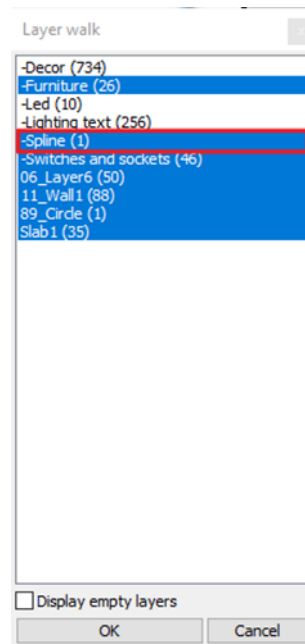 Layer walk
-Decor (734)
-Furniture (26)
-Led (10)
-Lighting text (256)
-Spline (1)
-Switches and sockets (46)
06_Layer6 (50)
11_Wall1 (88)
89_Circle (1)
Slab1 (35)
Display empty layers
OK
Cancel